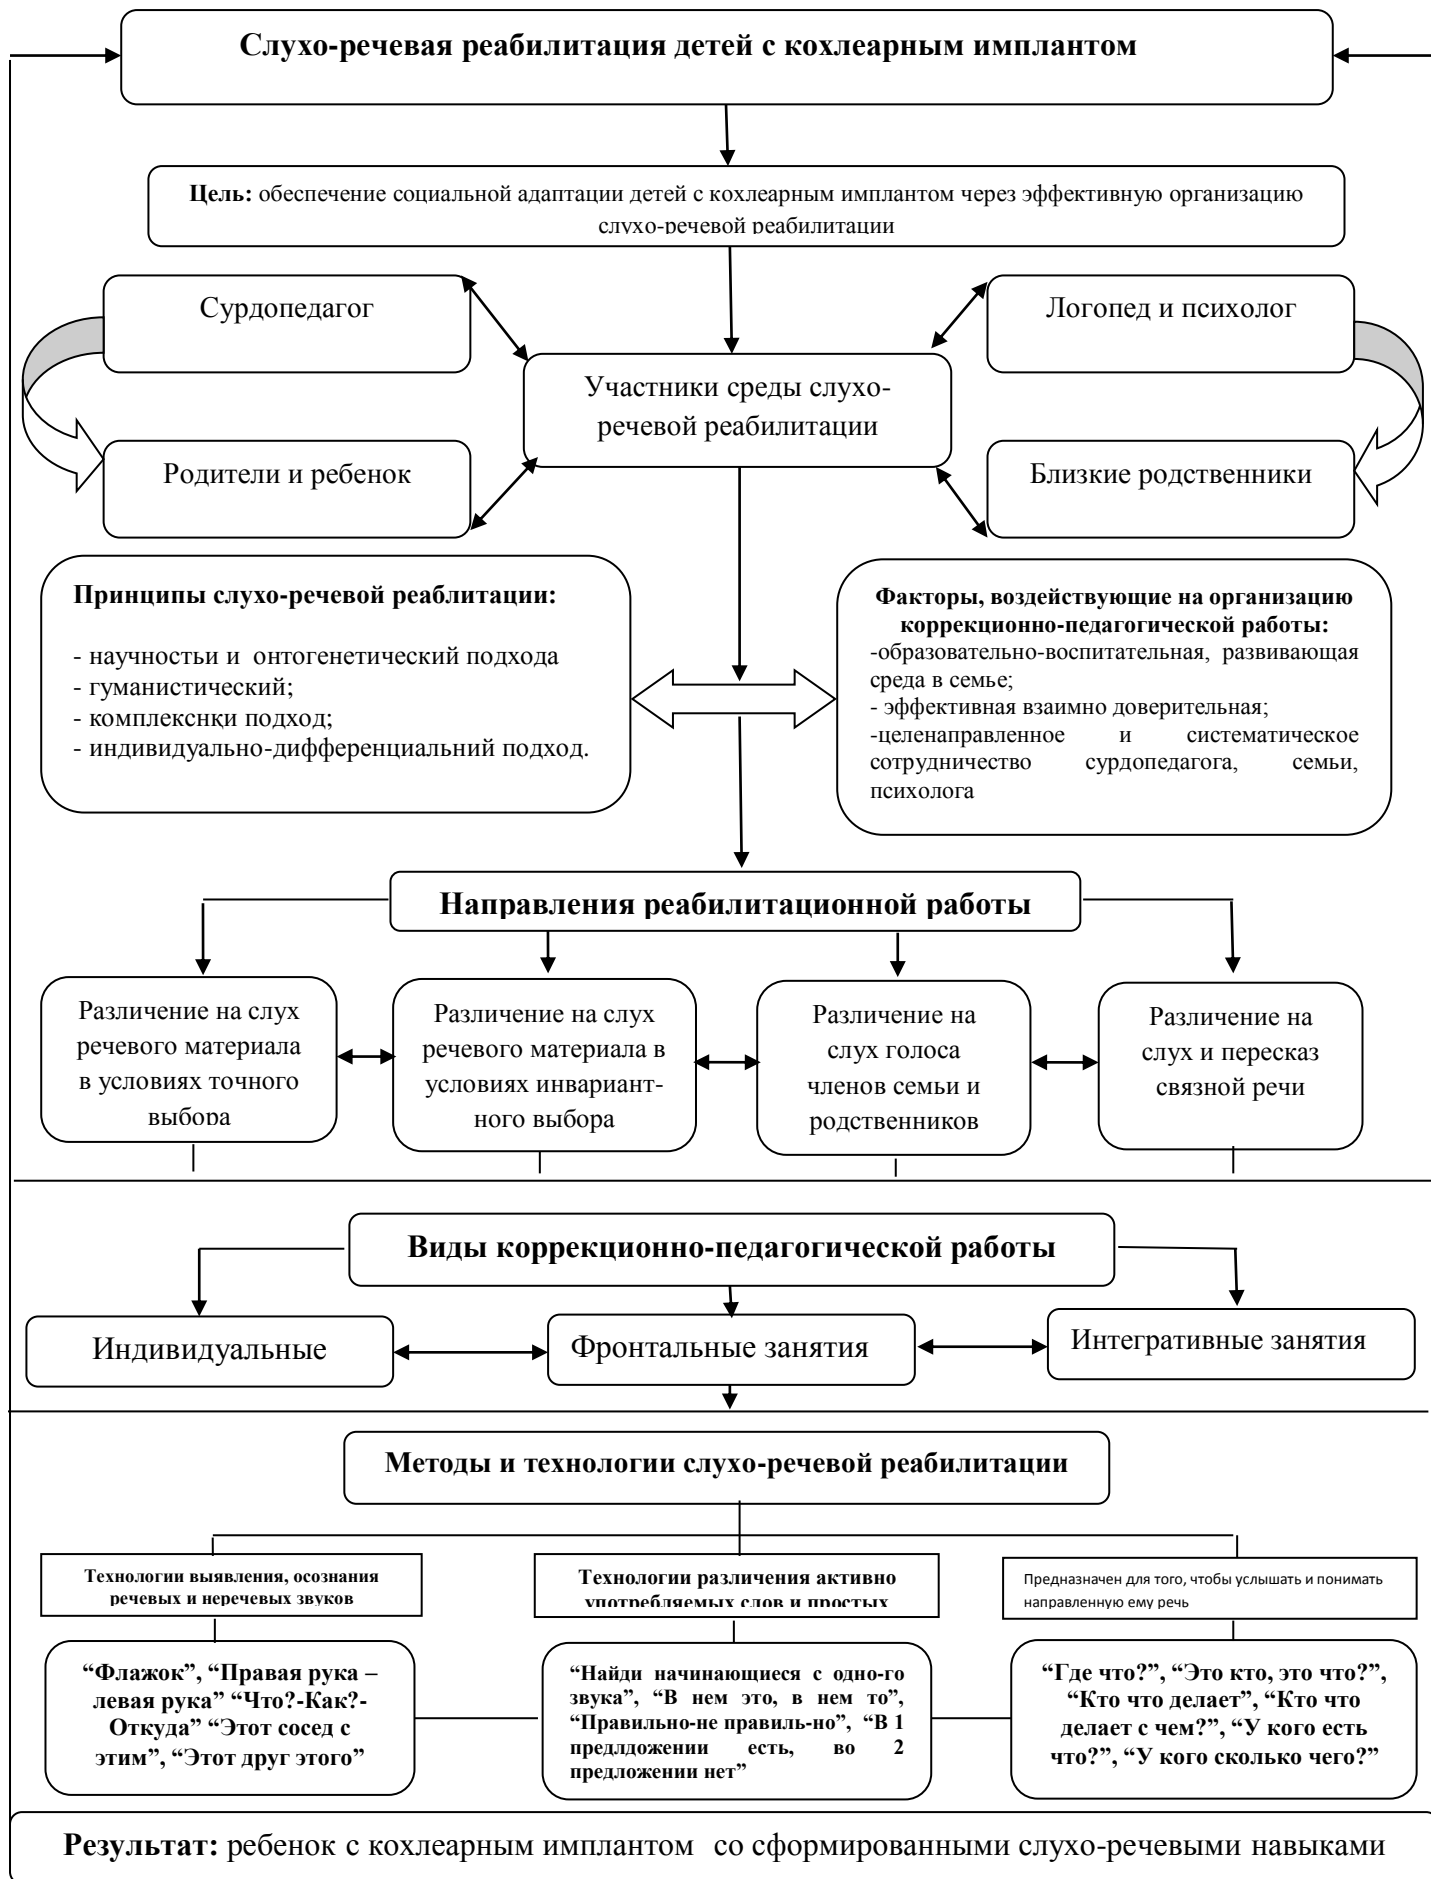 Слухо-речевая реабилитация детей с кохлеарным имплантом
Цель: обеспечение социальной адаптации детей с кохлеарным имплантом через эффективную организацию
слухо-речевой реабилитации
Сурдопедагог
Логопед и психолог
Участники среды слухо-
речевой реабилитации
Родители и ребенок
Близкие родственники
Принципы слухо-речевой реаблитации:
- научностьи и онтогенетический подхода
- гуманистический;
- комплекснқи подход;
- индивидуально-дифференциальний подход.
Факторы, воздействующие на организацию
коррекционно-педагогической работы:
-образовательно-воспитательная, развивающая
среда в семье;
- эффективная взаимно доверительная;
-целенаправленное и систематическое
сотрудничество сурдопедагога, семьи,
психолога
Направления реабилитационной работы
Различение на слух
речевого материала
в условиях точного
выбора
Различение на слух
речевого материала в
условиях инвариант-
ного выбора
Различение на
слух голоса
членов семьи и
родственников
Различение на
слух и пересказ
связной речи
Виды коррекционно-педагогической работы
Индивидуальные
Фронтальные занятия
Интегративные занятия
Методы и технологии слухо-речевой реабилитации
Технологии выявления, осознания
речевых и неречевых звуков
Технологии различения активно
употребляемых слов и простых
Предназначен для того, чтобы услышать и понимать
направленную ему речь
“Флажок”, “Правая рука –
левая рука” “Что?-Как?-
Откуда” “Этот сосед с
этим”, “Этот друг этого”
“Найди начинающиеся с одно-го
звука”, “В нем это, в нем то”,
“Правильно-не правиль-но”, “В 1
предлдожении есть, во 2
предложении нет”
“Где что?”, “Это кто, это что?”,
“Кто что делает”, “Кто что
делает с чем?”, “У кого есть
что?”, “У кого сколько чего?”
Результат: ребенок с кохлеарным имплантом со сформированными слухо-речевыми навыками